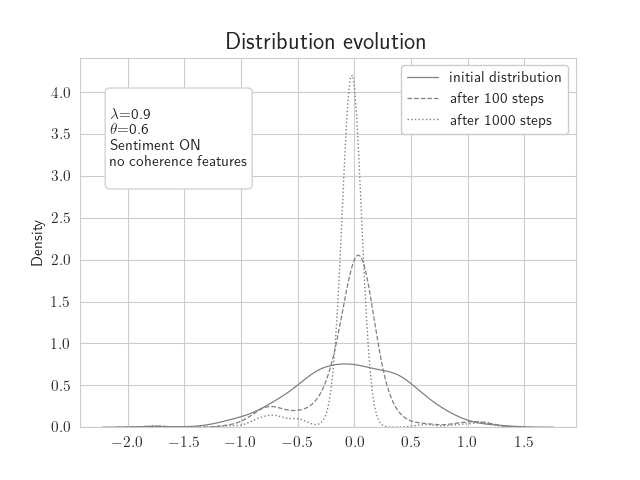 Distribution evolution
initial distribution
after 100 steps
after 1000 steps
λ=0.9
θ=0.6
Sentiment ON
no coherence features
Density
4.0
3.5
3.0
2.5
2.0
1.5
1.0
0.5
0.0
−2.0 −1.5 −1.0 −0.5 0.0 0.5 1.0 1.5